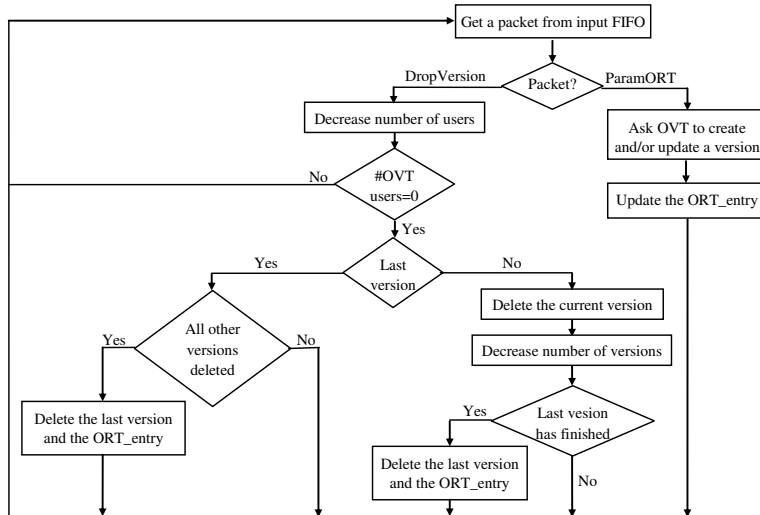 Get a packet from input FIFO
DropVersion
Packet?
ParamORT
Decrease number of users
Ask OVT to create
and/or update a version
No
#OVT
users=0
Update the ORT_entry
Yes
Yes
Last
version
No
Delete the current version
Yes
All other
versions
deleted
No
Decrease number of versions
Delete the last version
and the ORT_entry
Yes
Last vesion
has finished
Delete the last version
and the ORT_entry
No